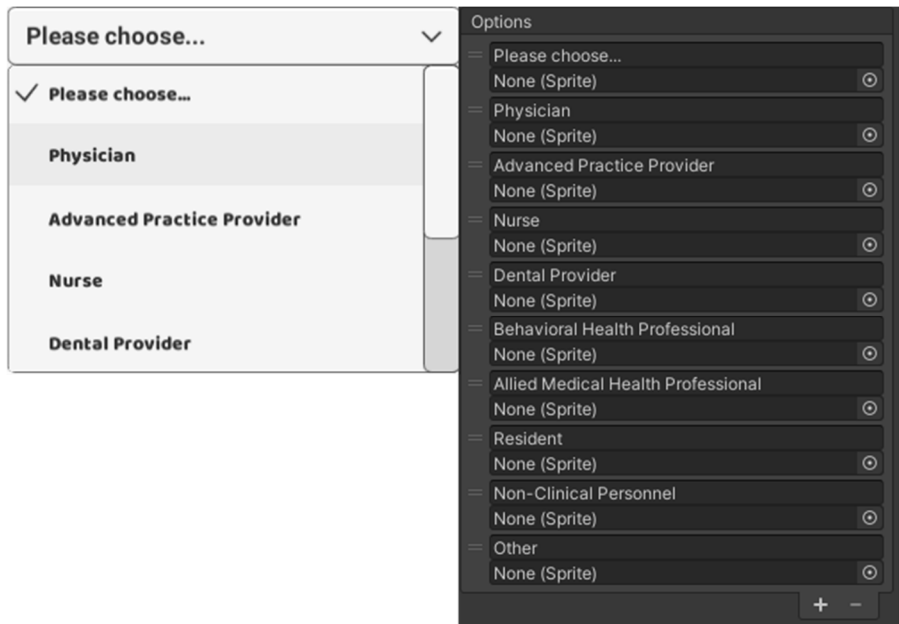 Please choose...
Please choose...
Physician
Advanced Practice Provider
Nurse
Dental Provider
Options
Please choose...
None (Sprite)
Physician
None (Sprite)
Advanced Practice Provider
None (Sprite)
Nurse
None (Sprite)
Dental Provider
None (Sprite)
Behavioral Health Professional
None (Sprite)
Allied Medical Health Professional
None (Sprite)
Resident
None (Sprite)
Non-Clinical Personnel
None (Sprite)
Other
None (Sprite)